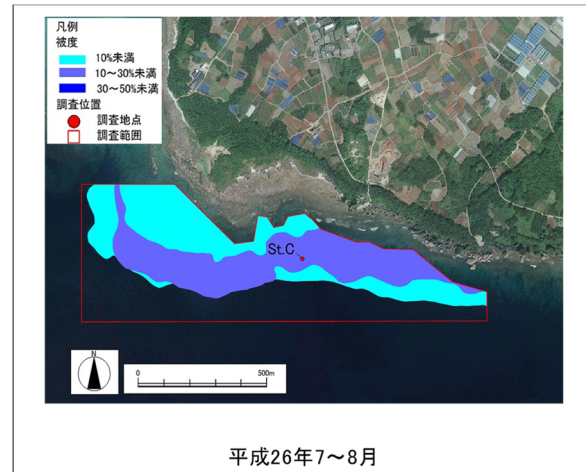 凡例
被度
10%未満
10～30%未満
30～50%未満
調査位置
調査地点
調査範囲
St.C
N
0 500m
平成26年7～8月